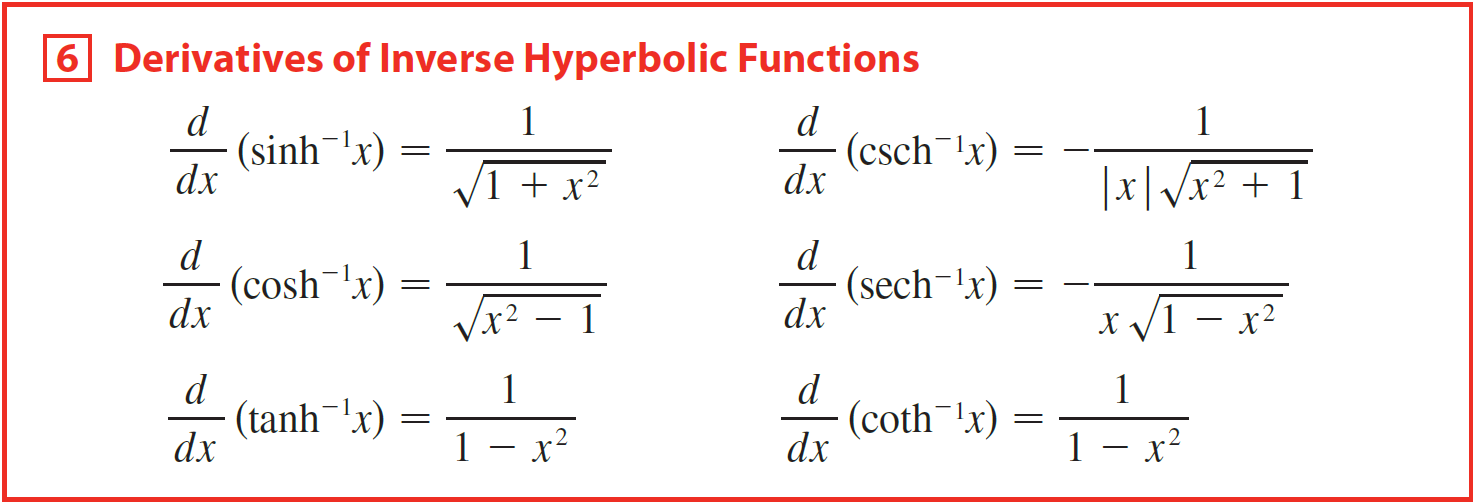 6 Derivatives of Inverse Hyperbolic Functions
d/dx (sinh⁻¹x) = 1/√(1 + x²)    d/dx (csch⁻¹x) = −1/(|x|√(x² + 1))
d/dx (cosh⁻¹x) = 1/√(x² − 1)    d/dx (sech⁻¹x) = −1/(x√(1 − x²))
d/dx (tanh⁻¹x) = 1/(1 − x²)    d/dx (coth⁻¹x) = 1/(1 − x²)